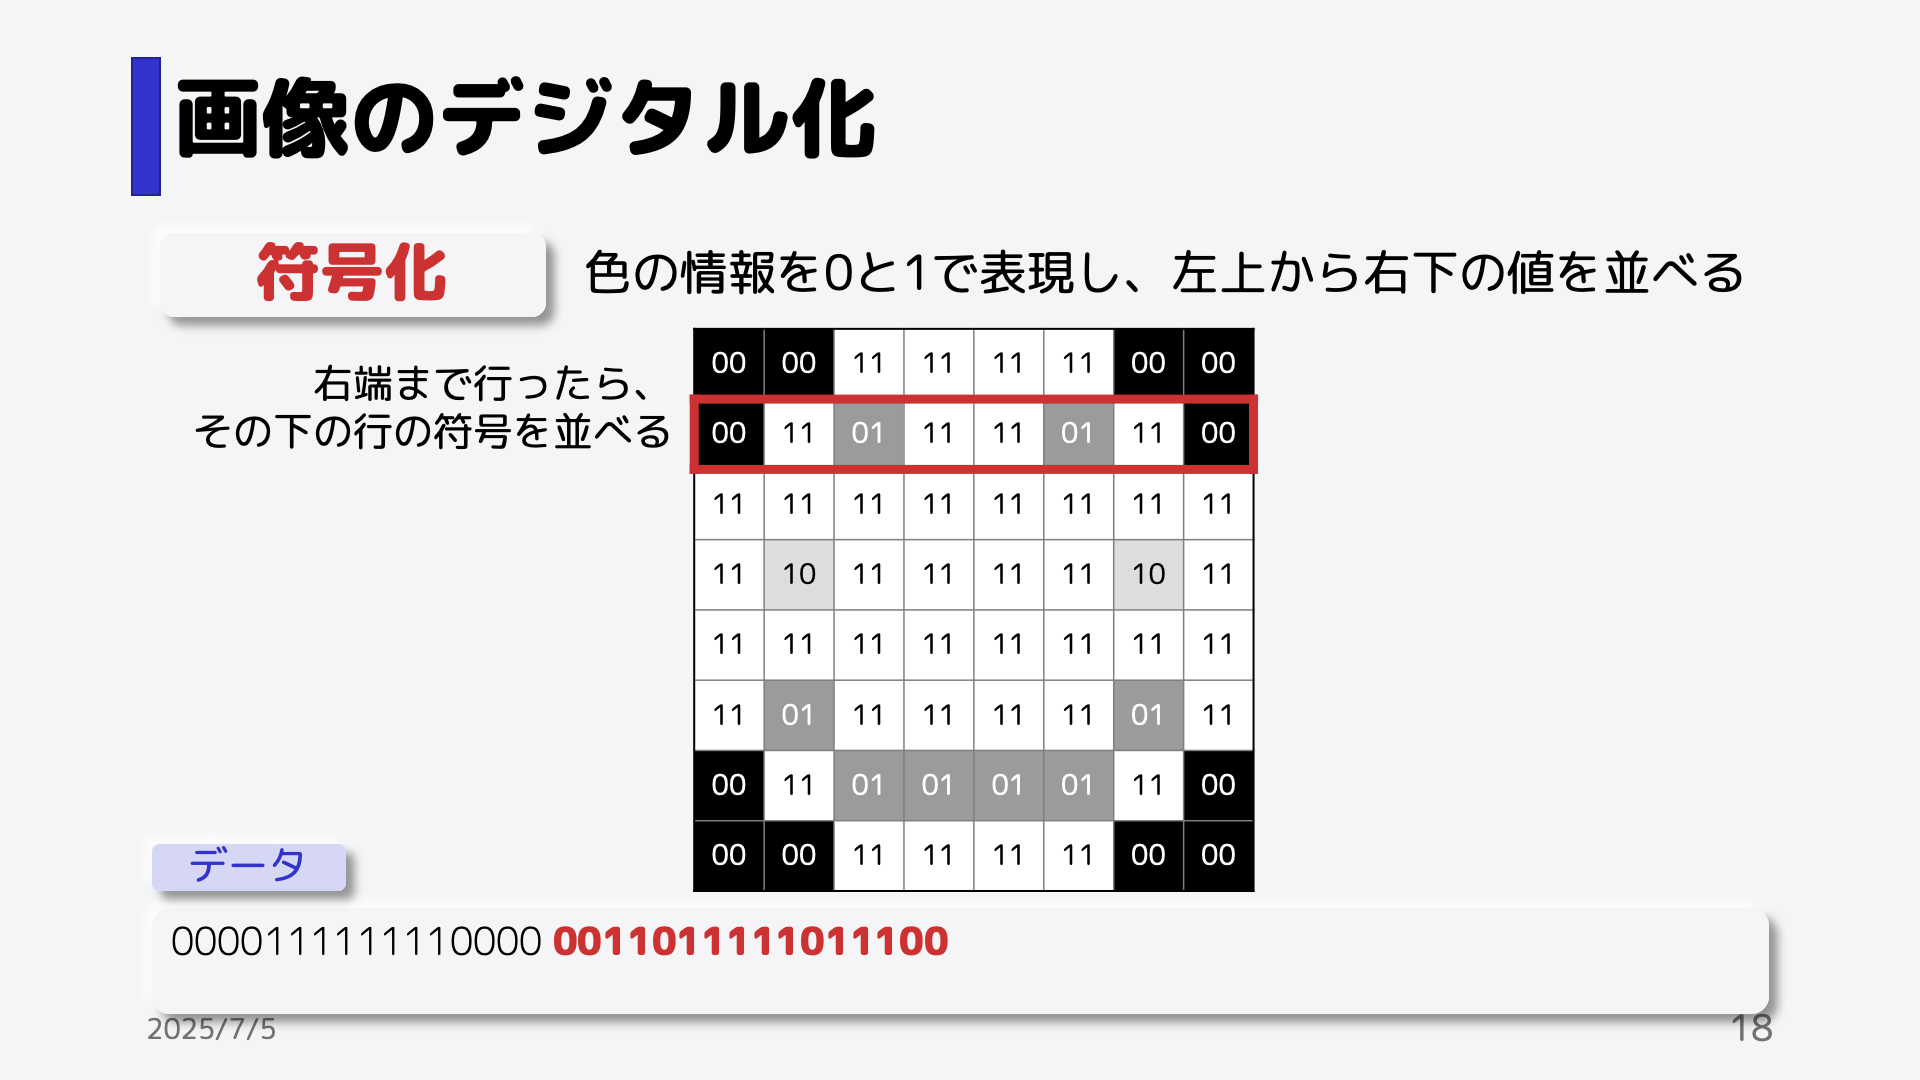 画像のデジタル化
符号化
色の情報を0と1で表現し、左上から右下の値を並べる
右端まで行ったら、
その下の行の符号を並べる
00 00 11 11 11 11 00 00
00 11 01 11 11 01 11 00
11 11 11 11 11 11 11 11
11 10 11 11 11 11 10 11
11 11 11 11 11 11 11 11
11 01 11 11 11 11 01 11
00 11 01 01 01 01 11 00
00 00 11 11 11 11 00 00
データ
0000111111110000 0011011111011100
2025/7/5
18